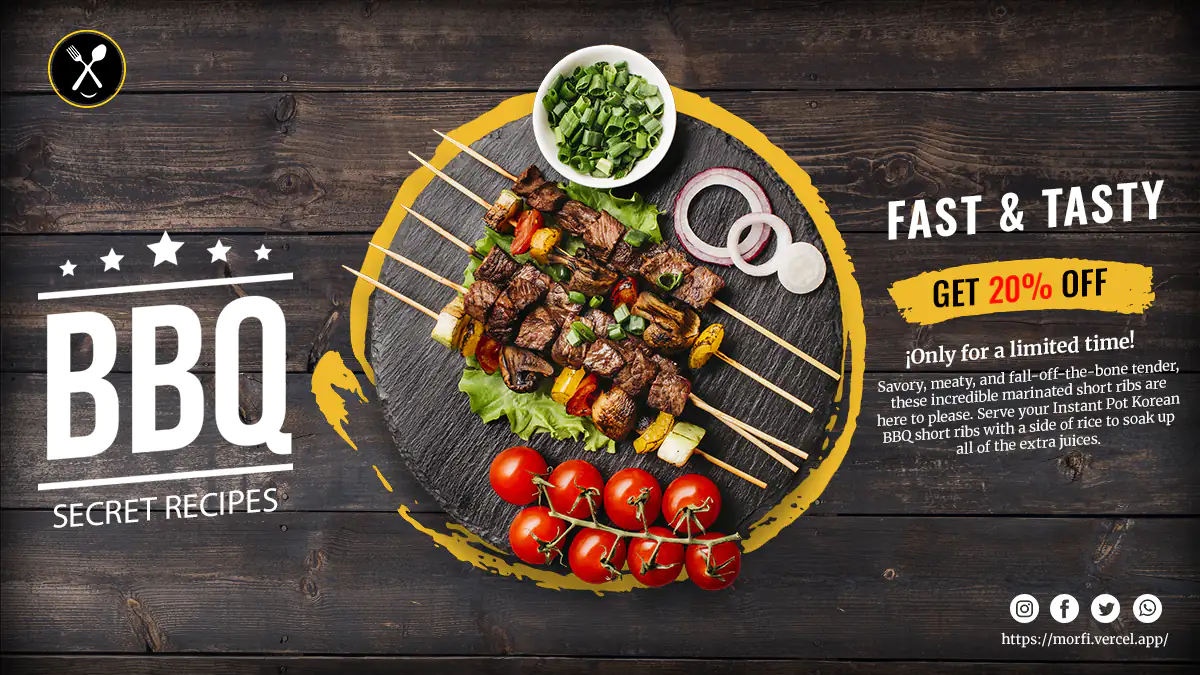 BBQ
SECRET RECIPES
FAST & TASTY
GET 20% OFF
¡Only for a limited time!
Savory, meaty, and fall-off-the-bone tender,
these incredible marinated short ribs are
here to please. Serve your Instant Pot Korean
BBQ short ribs with a side of rice to soak up
all of the extra juices.
https://morfi.vercel.app/